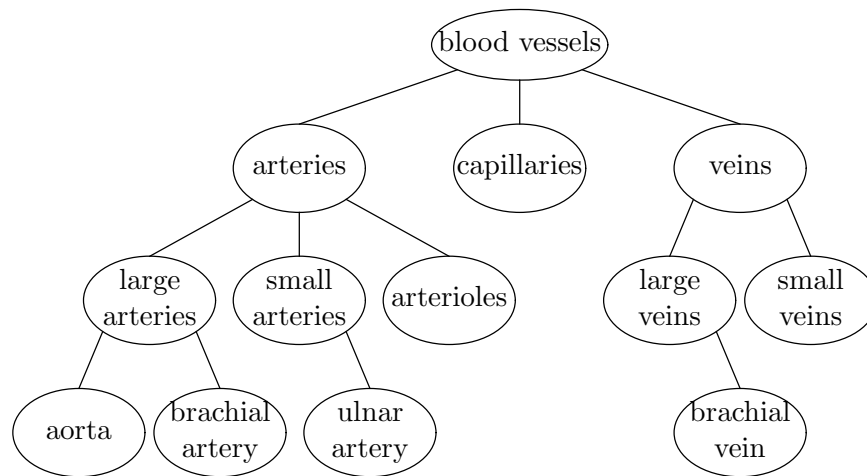 blood vessels
arteries
capillaries
veins
large
arteries
small
arteries
arterioles
large
veins
small
veins
aorta
brachial
artery
ulnar
artery
brachial
vein